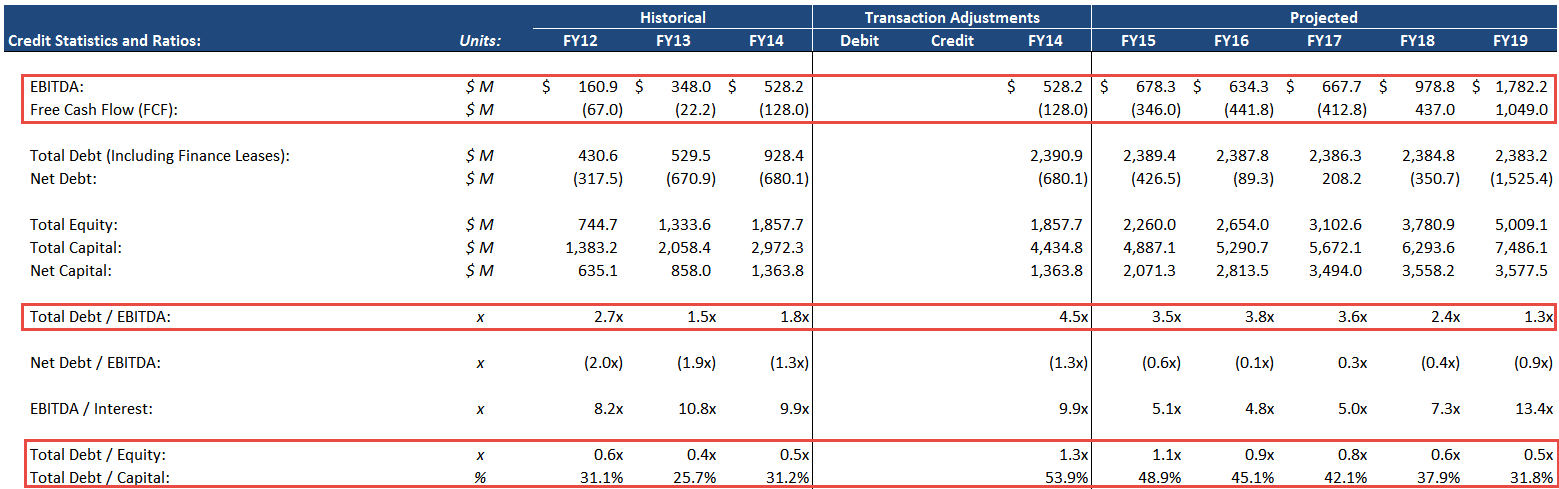 Historical Transaction Adjustments Projected
Credit Statistics and Ratios: Units: FY12 FY13 FY14 Debit Credit FY14 FY15 FY16 FY17 FY18 FY19
EBITDA: $ M $ 160.9 $ 348.0 $ 528.2 $ 528.2 $ 678.3 $ 634.3 $ 667.7 $ 978.8 $ 1,782.2
Free Cash Flow (FCF): $ M (67.0) (22.2) (128.0) (128.0) (346.0) (441.8) (412.8) 437.0 1,049.0
Total Debt (Including Finance Leases): $ M 430.6 529.5 928.4 2,390.9 2,389.4 2,387.8 2,386.3 2,384.8 2,383.2
Net Debt: $ M (317.5) (670.9) (680.1) (680.1) (426.5) (89.3) 208.2 (350.7) (1,525.4)
Total Equity: $ M 744.7 1,333.6 1,857.7 1,857.7 2,260.0 2,654.0 3,102.6 3,780.9 5,009.1
Total Capital: $ M 1,383.2 2,058.4 2,972.3 4,434.8 4,887.1 5,290.7 5,672.1 6,293.6 7,486.1
Net Capital: $ M 635.1 858.0 1,363.8 1,363.8 2,071.3 2,813.5 3,494.0 3,558.2 3,577.5
Total Debt / EBITDA: x 2.7x 1.5x 1.8x 4.5x 3.5x 3.8x 3.6x 2.4x 1.3x
Net Debt / EBITDA: x (2.0x) (1.9x) (1.3x) (1.3x) (0.6x) (0.1x) 0.3x (0.4x) (0.9x)
EBITDA / Interest: x 8.2x 10.8x 9.9x 9.9x 5.1x 4.8x 5.0x 7.3x 13.4x
Total Debt / Equity: x 0.6x 0.4x 0.5x 1.3x 1.1x 0.9x 0.8x 0.6x 0.5x
Total Debt / Capital: % 31.1% 25.7% 31.2% 53.9% 48.9% 45.1% 42.1% 37.9% 31.8%